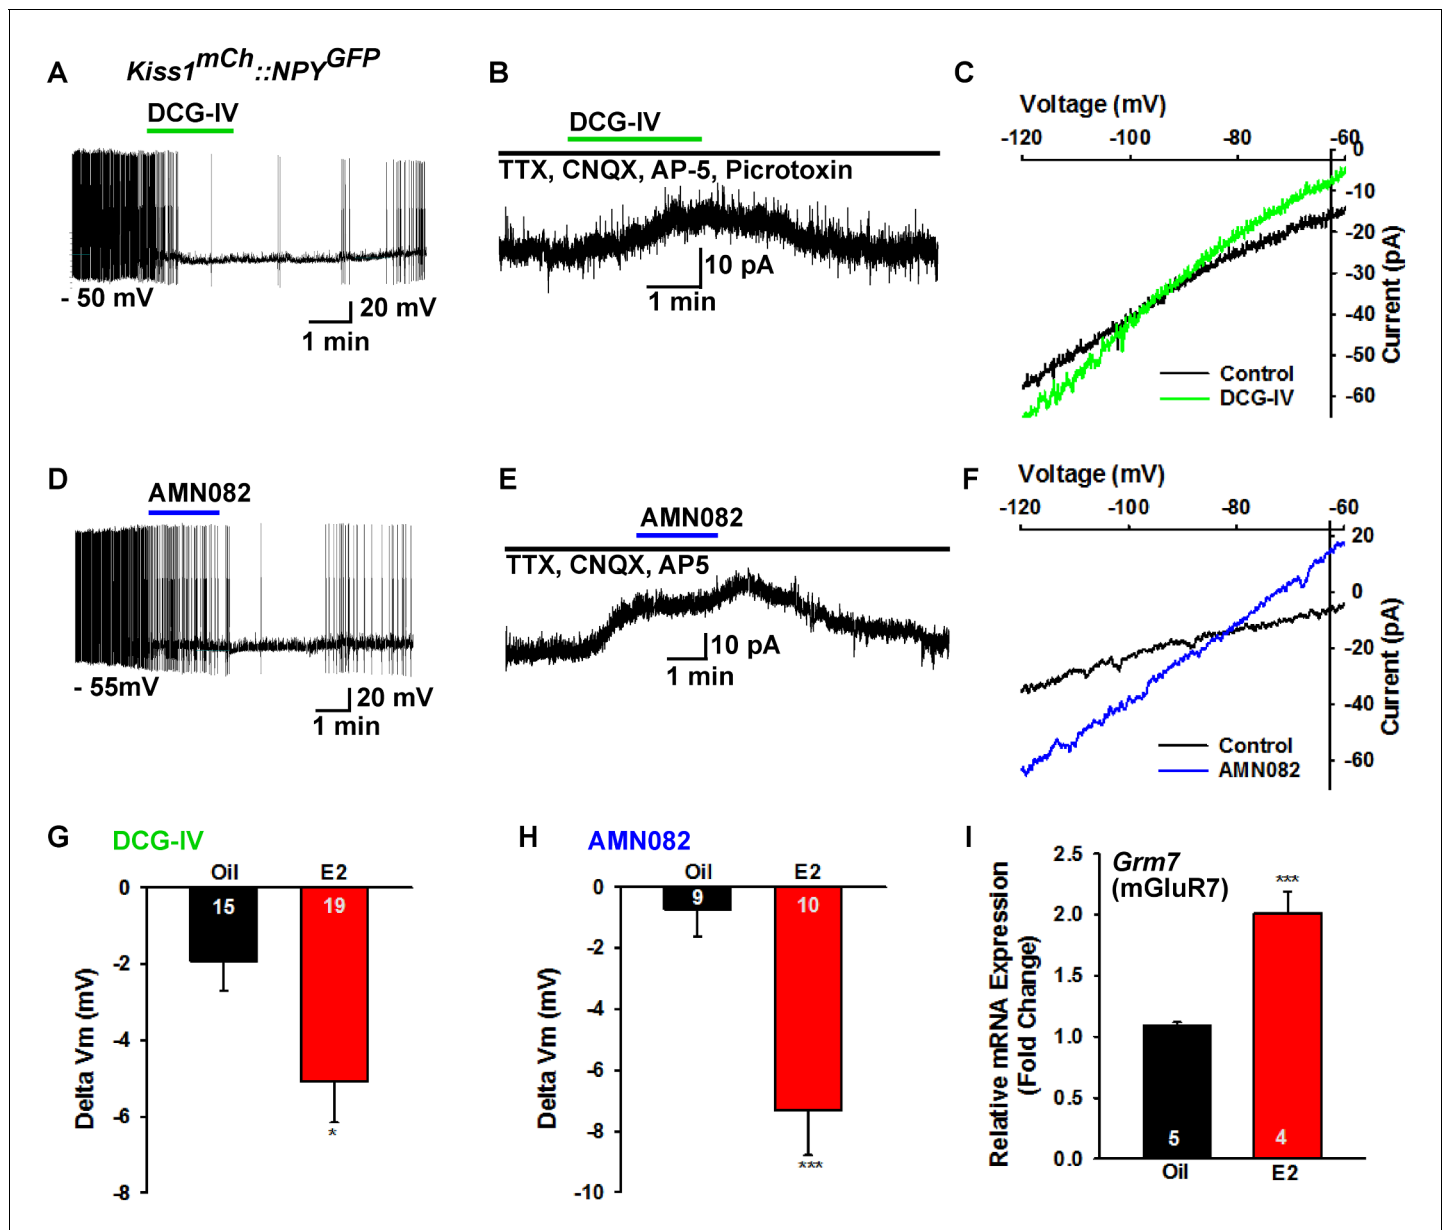 A
Kiss1mCh::NPYGFP
DCG-IV
- 50 mV
20 mV
1 min
B
DCG-IV
TTX, CNQX, AP-5, Picrotoxin
10 pA
1 min
C
Voltage (mV)
-120 -100 -80 -60
0
-10
-20
-30
-40
-50
-60
Current (pA)
Control
DCG-IV
D
AMN082
- 55mV
20 mV
1 min
E
AMN082
TTX, CNQX, AP5
10 pA
1 min
F
Voltage (mV)
-120 -100 -80 -60
20
0
-20
-40
-60
Current (pA)
Control
AMN082
G
DCG-IV
Oil E2
0
-2
-4
-6
-8
Delta Vm (mV)
15 19
*
H
AMN082
Oil E2
0
-2
-4
-6
-8
-10
Delta Vm (mV)
9 10
***
I
Grm7
(mGluR7)
***
2.5
2.0
1.5
1.0
0.5
0.0
Relative mRNA Expression
(Fold Change)
5 4
Oil E2